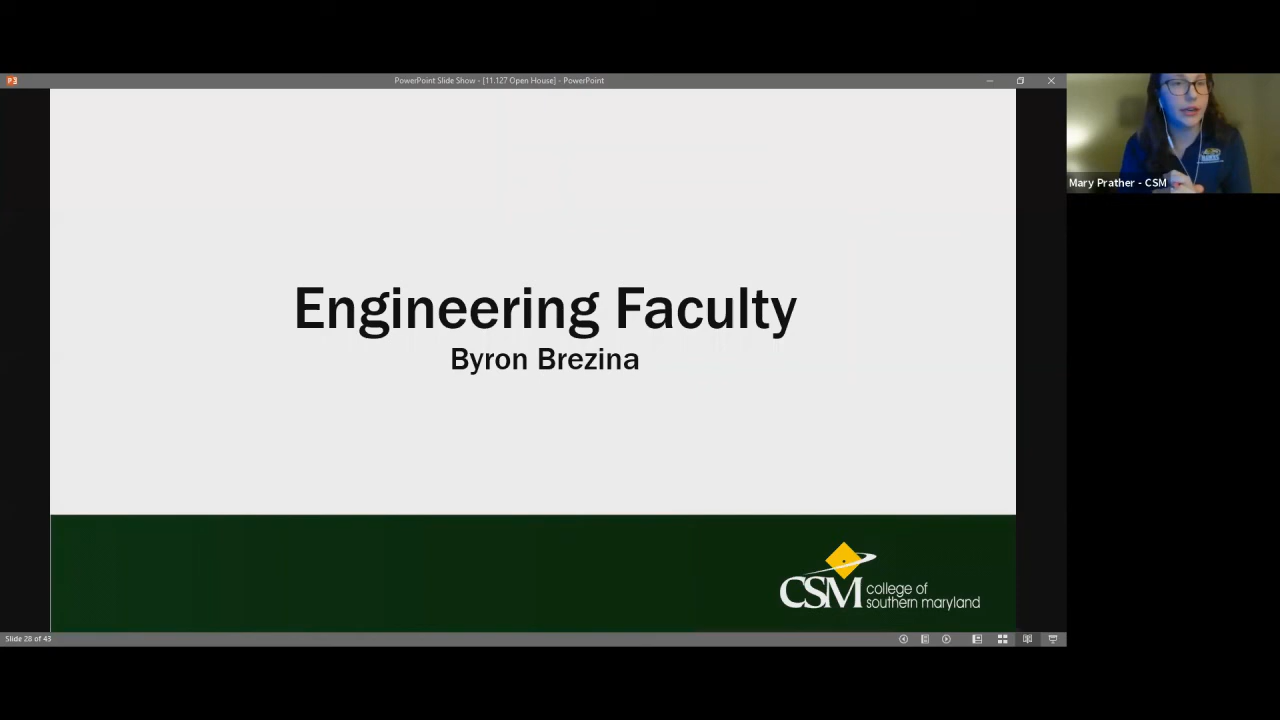 PowerPoint Slide Show - [11.127 Open House] - PowerPoint
Mary Prather - CSM
Engineering Faculty
Byron Brezina
CSM
college of
southern maryland
Slide 28 of 43